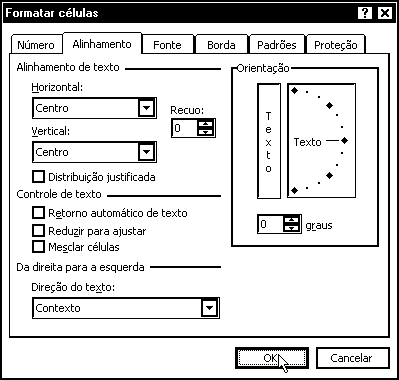 Formatar células
Número Alinhamento Fonte Borda Padrões Proteção
Alinhamento de texto
Horizontal:
Centro
Recuo:
0
Vertical:
Centro
Distribuição justificada
Controle de texto
Retorno automático de texto
Reduzir para ajustar
Mesclar células
Da direita para a esquerda
Direção do texto:
Contexto
Orientação
Texto
Texto
0 graus
OK Cancelar